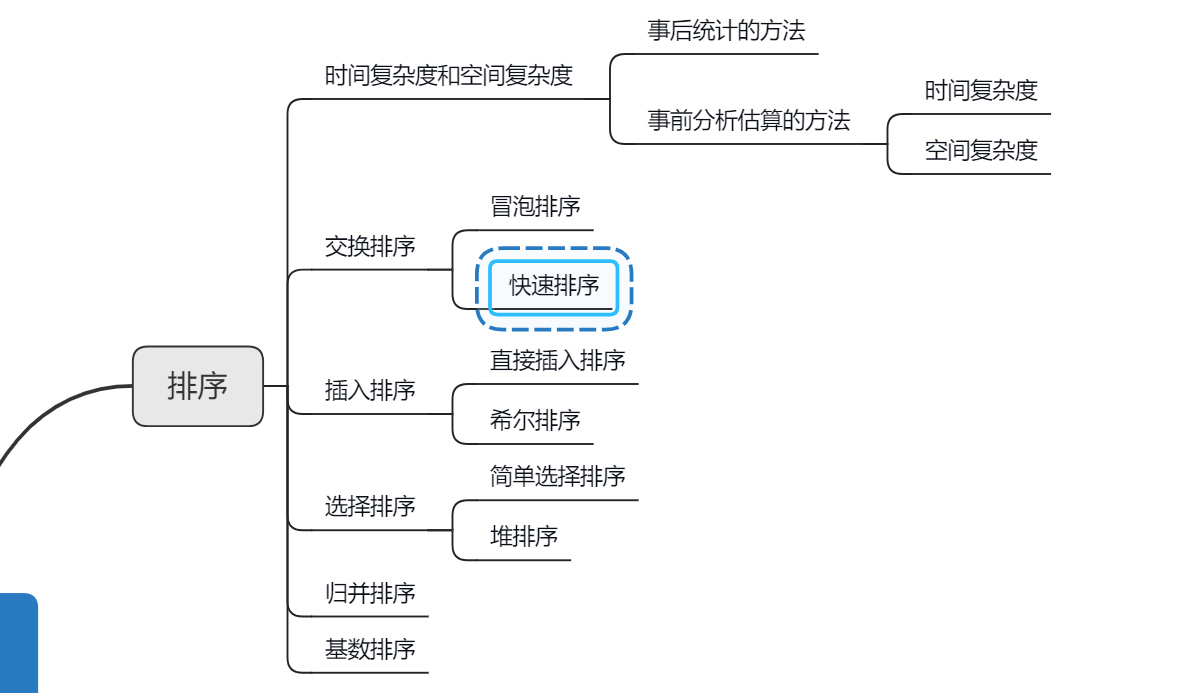 事后统计的方法
时间复杂度和空间复杂度
时间复杂度
事前分析估算的方法
空间复杂度
冒泡排序
交换排序
快速排序
直接插入排序
排序
插入排序
希尔排序
简单选择排序
选择排序
堆排序
归并排序
基数排序